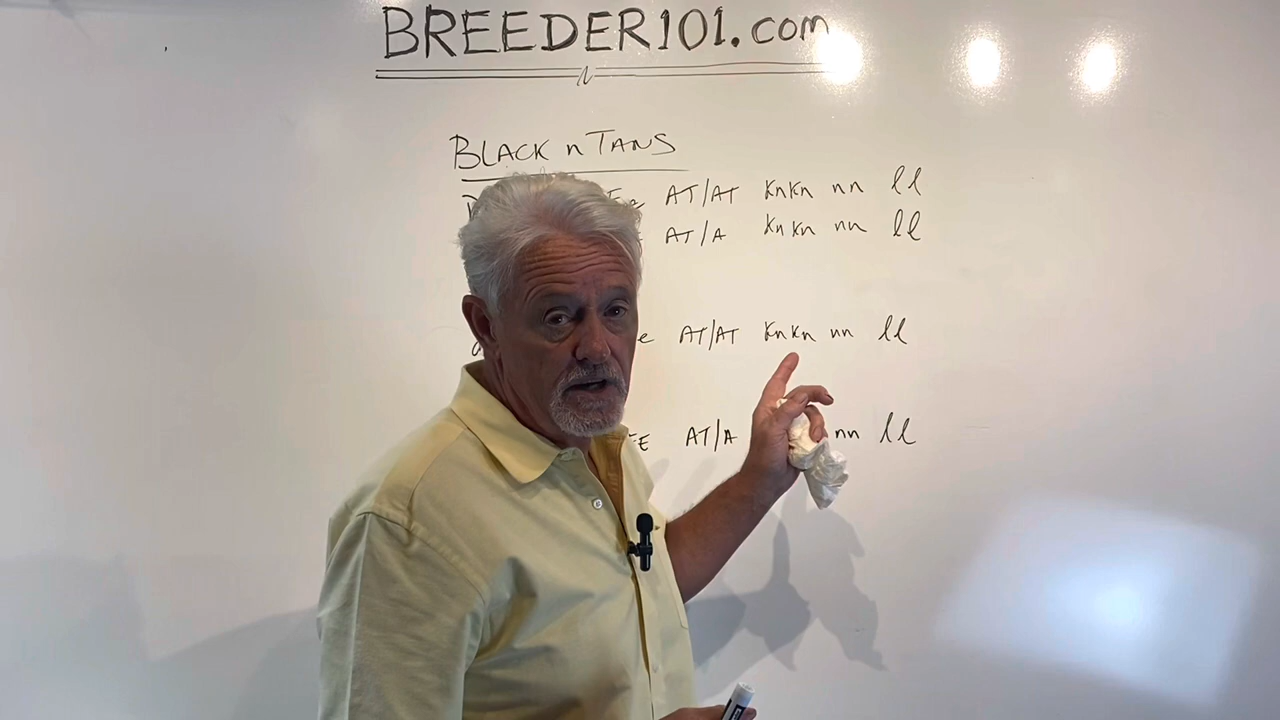 BREEDER101.com
BLACK n TANS
AT/AT KnKn nn ll
AT/A KnKn nn ll
e AT/AT KnKn nn ll
E AT/A nn ll